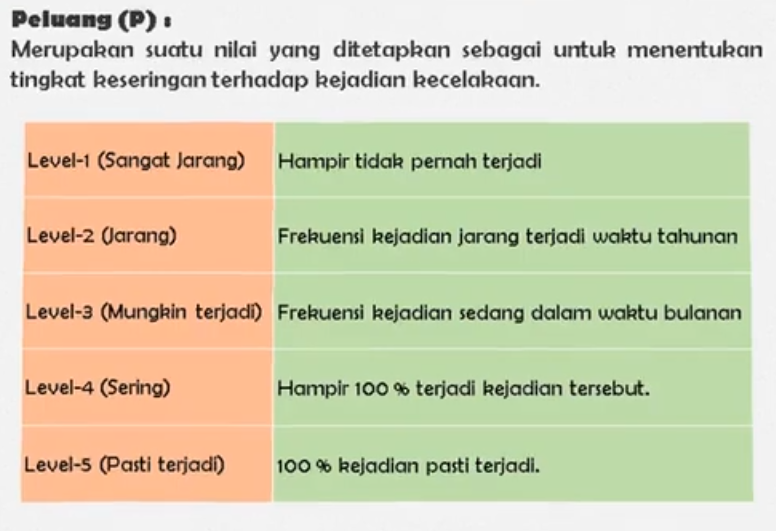 Peluang (P) :
Merupakan suatu nilai yang ditetapkan sebagai untuk menentukan
tingkat keseringan terhadap kejadian kecelakaan.
Level-1 (Sangat Jarang) Hampir tidak pernah terjadi
Level-2 (Jarang) Frekuensi kejadian jarang terjadi waktu tahunan
Level-3 (Mungkin terjadi) Frekuensi kejadian sedang dalam waktu bulanan
Level-4 (Sering) Hampir 100 % terjadi kejadian tersebut.
Level-5 (Pasti terjadi) 100 % kejadian pasti terjadi.